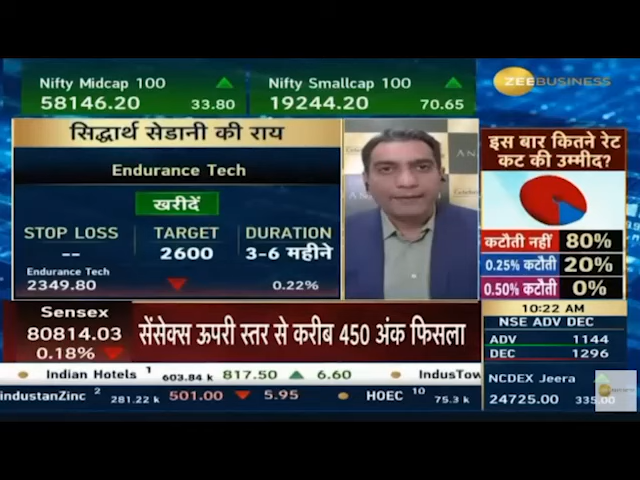 Nifty Midcap 100
58146.20 33.80
Nifty Smallcap 100
19244.20 70.65
ZEEBUSINESS
सिद्धार्थ सेडानी की राय
Endurance Tech
खरीदें
STOP LOSS TARGET DURATION
-- 2600 3-6 महीने
Endurance Tech
2349.80 0.22%
इस बार कितने रेट
कट की उम्मीद?
कटौती नहीं 80%
0.25% कटौती 20%
0.50% कटौती 0%
Sensex
80814.03
0.18%
सेंसेक्स ऊपरी स्तर से करीब 450 अंक फिसला
10:22 AM
NSE ADV DEC
ADV 1144
DEC 1296
NCDEX Jeera
24725.00 335.00
Indian Hotels 1 603.84 k 817.50 6.60 IndusTow
industanZinc 2 281.22 k 501.00 5.95 HOEC 10 75.3 k